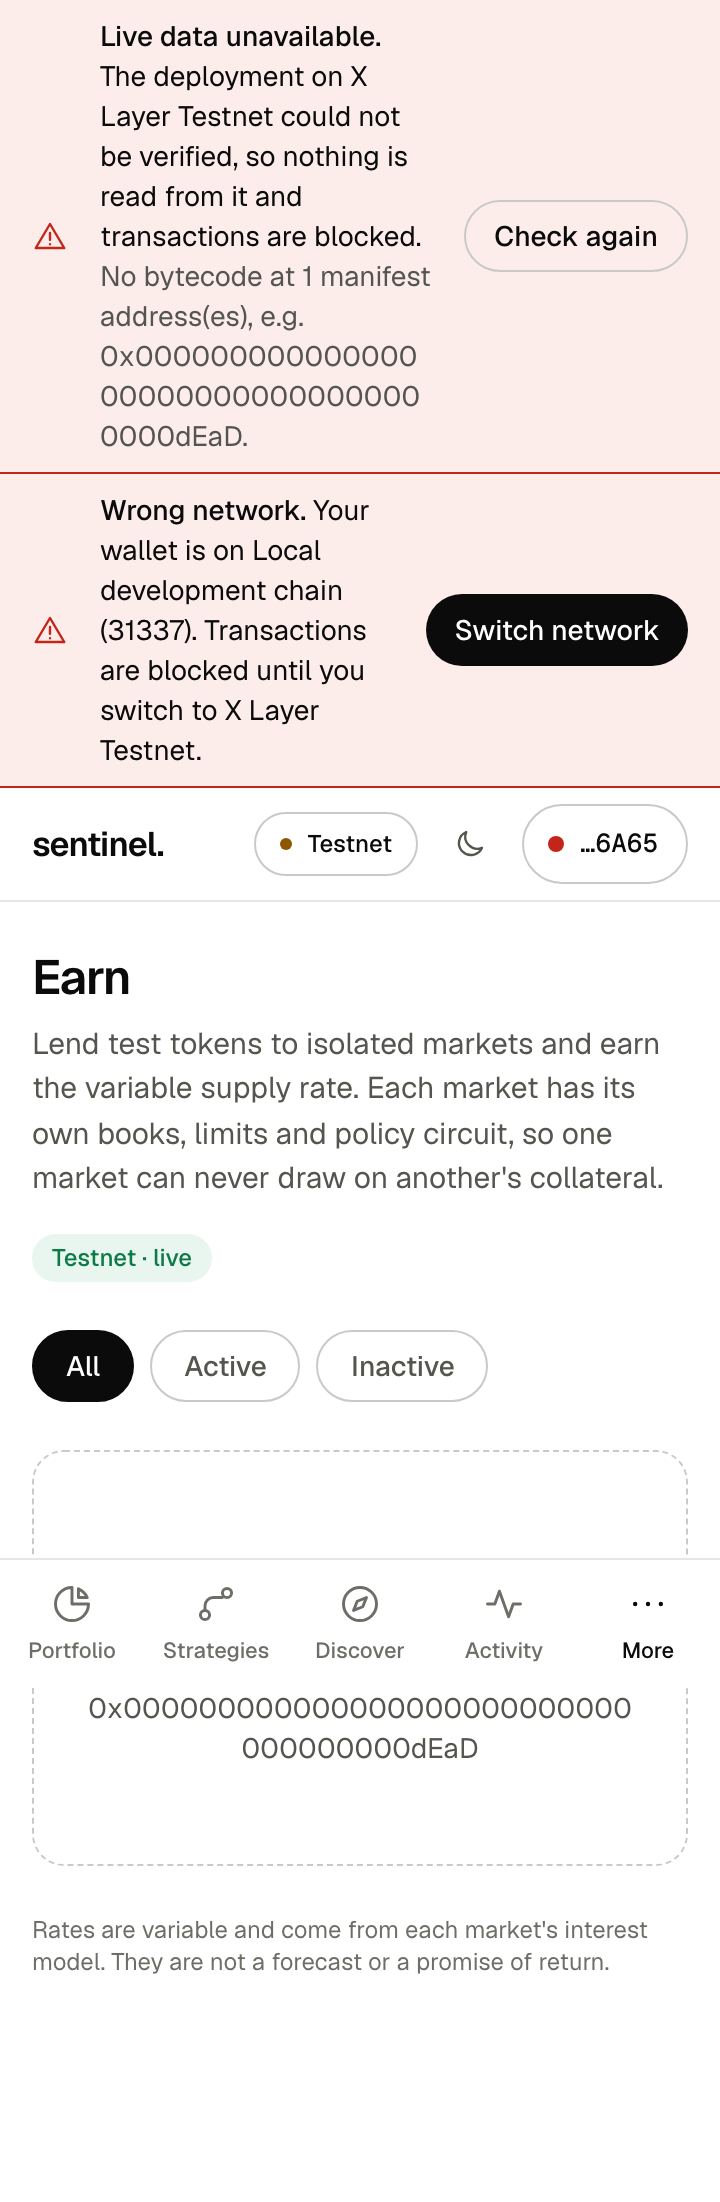 Live data unavailable.
The deployment on X
Layer Testnet could not
be verified, so nothing is
read from it and
transactions are blocked.
No bytecode at 1 manifest
address(es), e.g.
0x000000000000000
00000000000000000
0000dEaD.
Check again
Wrong network. Your
wallet is on Local
development chain
(31337). Transactions
are blocked until you
switch to X Layer
Testnet.
Switch network
sentinel.
Testnet
…6A65
Earn
Lend test tokens to isolated markets and earn
the variable supply rate. Each market has its
own books, limits and policy circuit, so one
market can never draw on another's collateral.
Testnet · live
All
Active
Inactive
Portfolio
Strategies
Discover
Activity
More
0x000000000000000000000000000
000000000dEaD
Rates are variable and come from each market's interest
model. They are not a forecast or a promise of return.